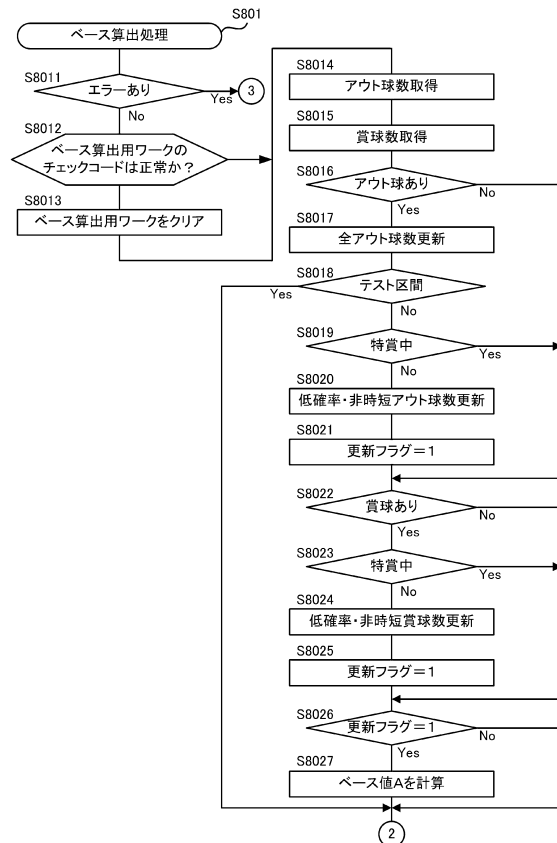 S801
ベース算出処理
S8011
エラーあり
Yes
3
No
S8012
ベース算出用ワークの
チェックコードは正常か？
S8013
ベース算出用ワークをクリア
S8014
アウト球数取得
S8015
賞球数取得
S8016
アウト球あり
No
Yes
S8017
全アウト球数更新
S8018
テスト区間
Yes
No
S8019
特賞中
Yes
No
S8020
低確率・非時短アウト球数更新
S8021
更新フラグ＝１
S8022
賞球あり
No
Yes
S8023
特賞中
Yes
No
S8024
低確率・非時短賞球数更新
S8025
更新フラグ＝１
S8026
更新フラグ＝１
No
Yes
S8027
ベース値Aを計算
2